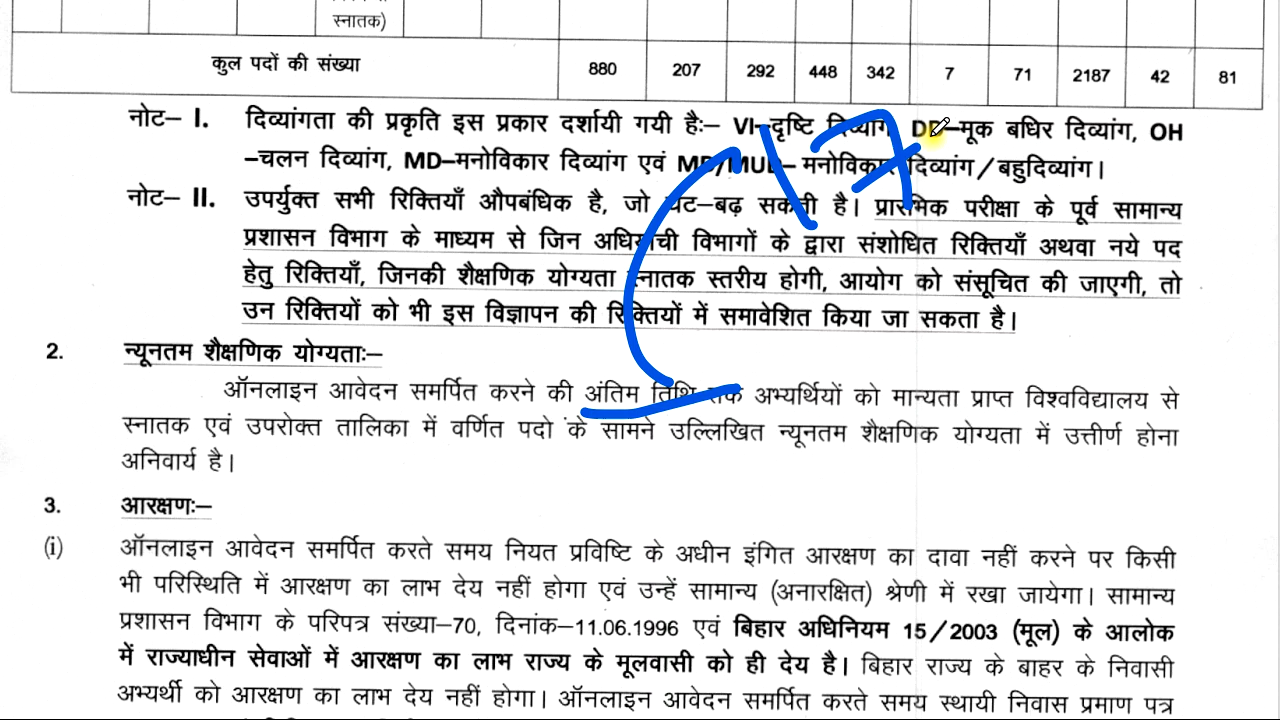 स्नातक)
कुल पदों की संख्या 880 207 292 448 342 7 71 2187 42 81
नोट– I. दिव्यांगता की प्रकृति इस प्रकार दर्शायी गयी हैः– VI–दृष्टि दिव्यांग, DD–मूक बधिर दिव्यांग, OH
–चलन दिव्यांग, MD–मनोविकार दिव्यांग एवं MD/MUD– मनोविकार दिव्यांग/बहुदिव्यांग।
नोट– II. उपर्युक्त सभी रिक्तियाँ औपबंधिक है, जो घट–बढ़ सकती है। प्रारंभिक परीक्षा के पूर्व सामान्य
प्रशासन विभाग के माध्यम से जिन अधियाची विभागों के द्वारा संशोधित रिक्तियाँ अथवा नये पद
हेतु रिक्तियाँ, जिनकी शैक्षणिक योग्यता स्नातक स्तरीय होगी, आयोग को संसूचित की जाएगी, तो
उन रिक्तियों को भी इस विज्ञापन की रिक्तियों में समावेशित किया जा सकता है।
2. न्यूनतम शैक्षणिक योग्यताः–
ऑनलाइन आवेदन समर्पित करने की अंतिम तिथि तक अभ्यर्थियों को मान्यता प्राप्त विश्वविद्यालय से
स्नातक एवं उपरोक्त तालिका में वर्णित पदो के सामने उल्लिखित न्यूनतम शैक्षणिक योग्यता में उत्तीर्ण होना
अनिवार्य है।
3. आरक्षणः–
(i) ऑनलाइन आवेदन समर्पित करते समय नियत प्रविष्टि के अधीन इंगित आरक्षण का दावा नहीं करने पर किसी
भी परिस्थिति में आरक्षण का लाभ देय नहीं होगा एवं उन्हें सामान्य (अनारक्षित) श्रेणी में रखा जायेगा। सामान्य
प्रशासन विभाग के परिपत्र संख्या–70, दिनांक–11.06.1996 एवं बिहार अधिनियम 15/2003 (मूल) के आलोक
में राज्याधीन सेवाओं में आरक्षण का लाभ राज्य के मूलवासी को ही देय है। बिहार राज्य के बाहर के निवासी
अभ्यर्थी को आरक्षण का लाभ देय नहीं होगा। ऑनलाइन आवेदन समर्पित करते समय स्थायी निवास प्रमाण पत्र